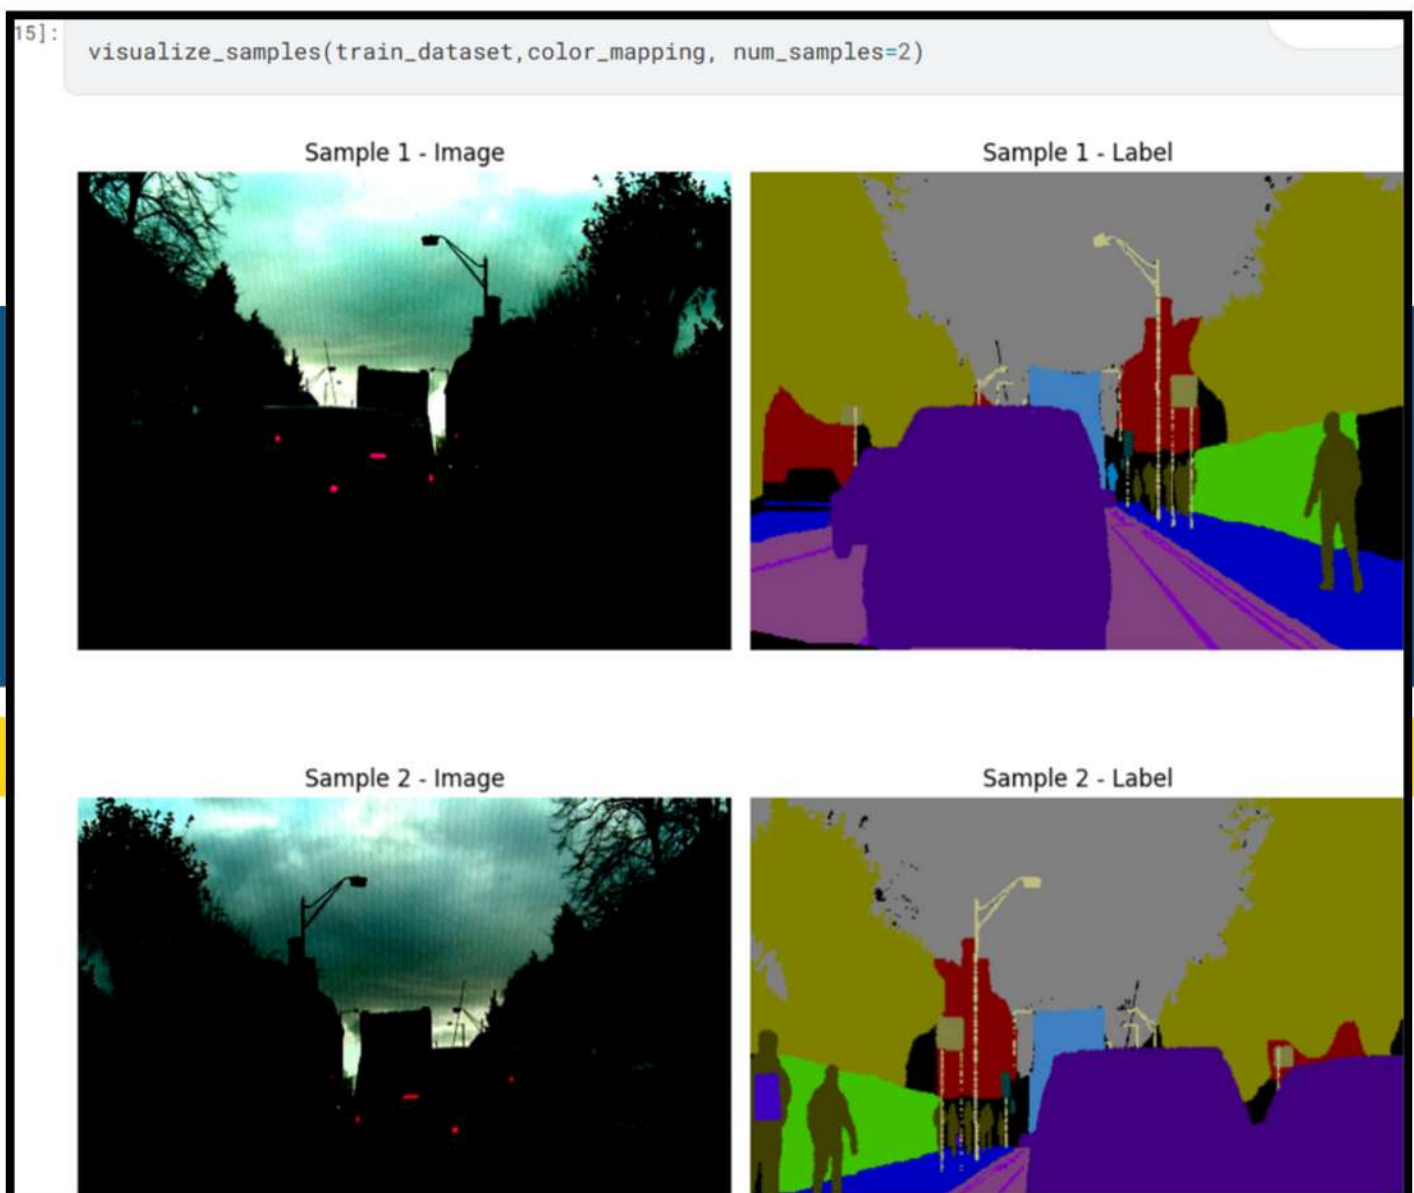 15]:
visualize_samples(train_dataset,color_mapping, num_samples=2)
Sample 1 - Image
Sample 1 - Label
Sample 2 - Image
Sample 2 - Label